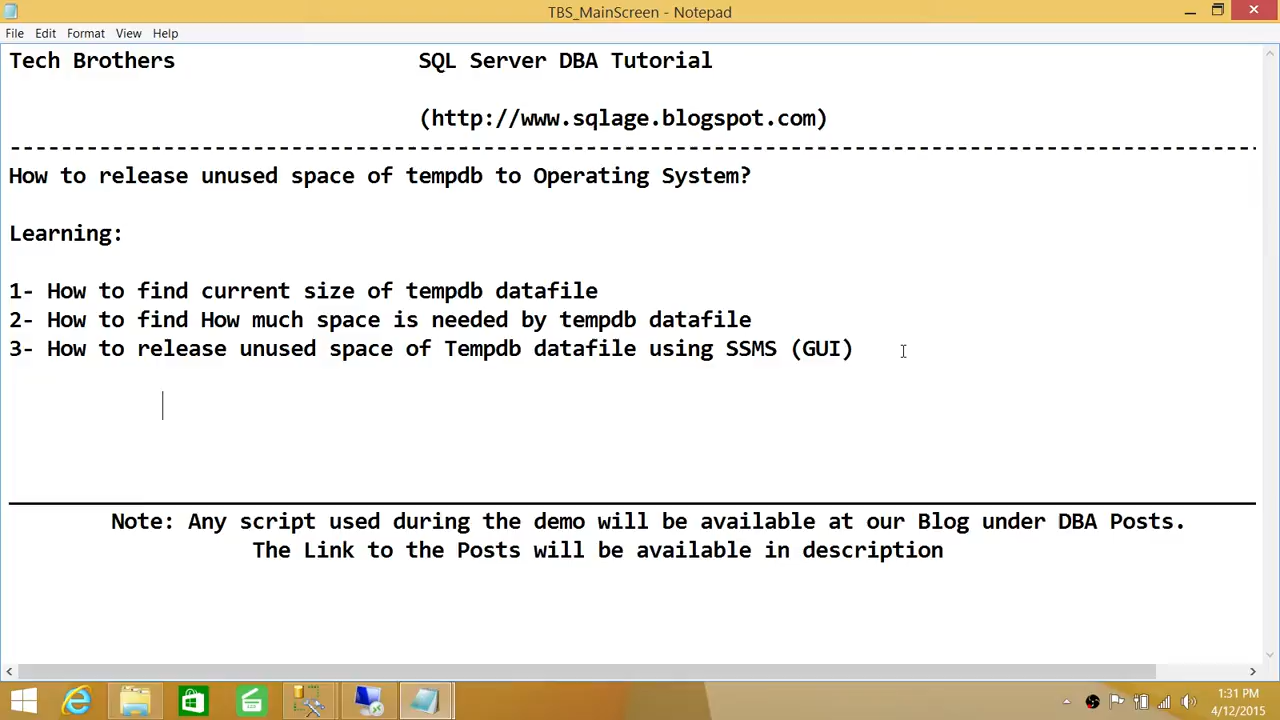 TBS_MainScreen - Notepad
File Edit Format View Help
Tech Brothers SQL Server DBA Tutorial
(http://www.sqlage.blogspot.com)
How to release unused space of tempdb to Operating System?
Learning:
1- How to find current size of tempdb datafile
2- How to find How much space is needed by tempdb datafile
3- How to release unused space of Tempdb datafile using SSMS (GUI)
Note: Any script used during the demo will be available at our Blog under DBA Posts.
The Link to the Posts will be available in description
1:31 PM
4/12/2015